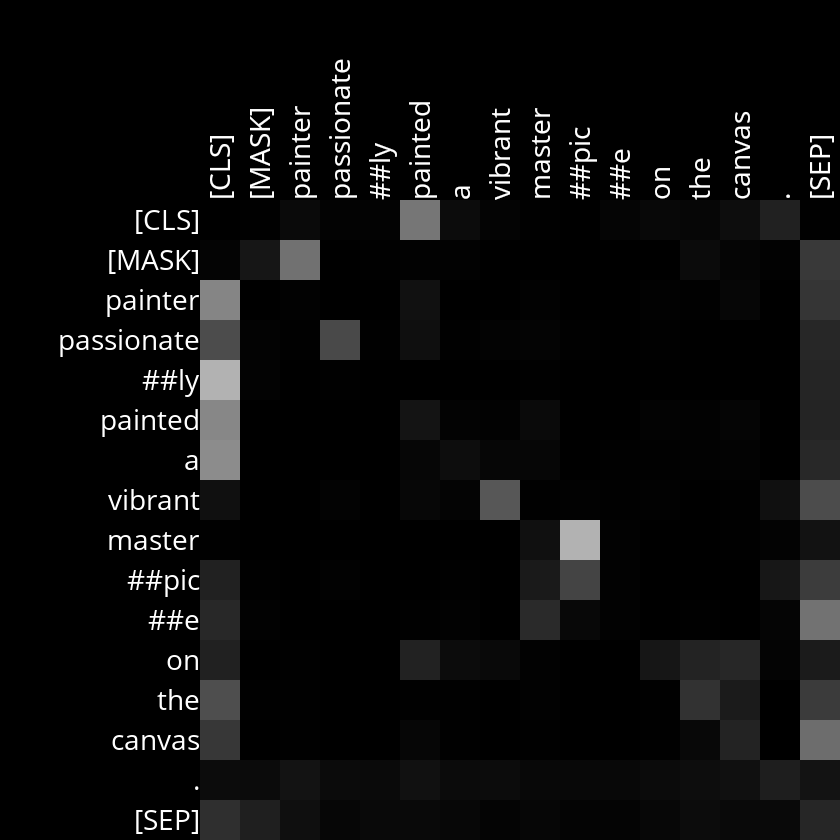 [CLS] [MASK] painter passionate ##ly painted a vibrant master ##pic ##e on the canvas . [SEP]
[CLS]
[MASK]
painter
passionate
##ly
painted
a
vibrant
master
##pic
##e
on
the
canvas
.
[SEP]